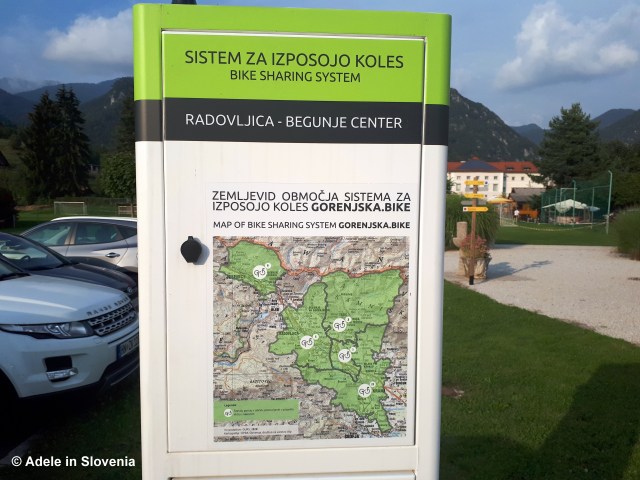 SISTEM ZA IZPOSOJO KOLES
BIKE SHARING SYSTEM
RADOVLJICA - BEGUNJE CENTER
ZEMLJEVID OBMOČJA SISTEMA ZA
IZPOSOJO KOLES GORENJSKA.BIKE
MAP OF BIKE SHARING SYSTEM GORENJSKA.BIKE
© Adele in Slovenia